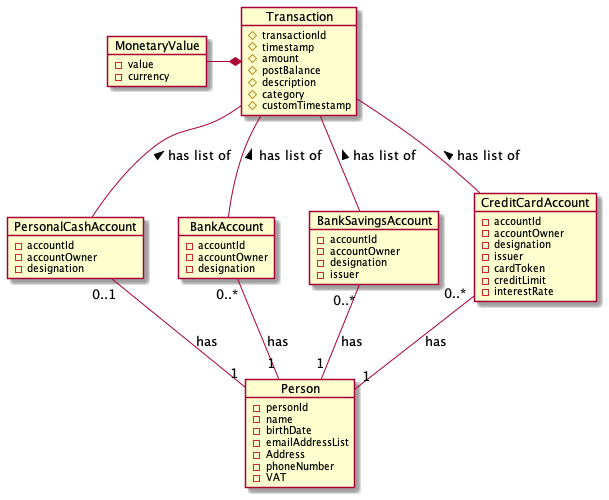 Transaction
transactionId
timestamp
amount
postBalance
description
category
customTimestamp
MonetaryValue
value
currency
has list of
has list of
has list of
has list of
PersonalCashAccount
accountId
accountOwner
designation
BankAccount
accountId
accountOwner
designation
BankSavingsAccount
accountId
accountOwner
designation
issuer
CreditCardAccount
accountId
accountOwner
designation
issuer
cardToken
creditLimit
interestRate
0..1
0..*
0..*
0..*
has
has
has
has
1
1
1
1
Person
personId
name
birthDate
emailAddressList
Address
phoneNumber
VAT